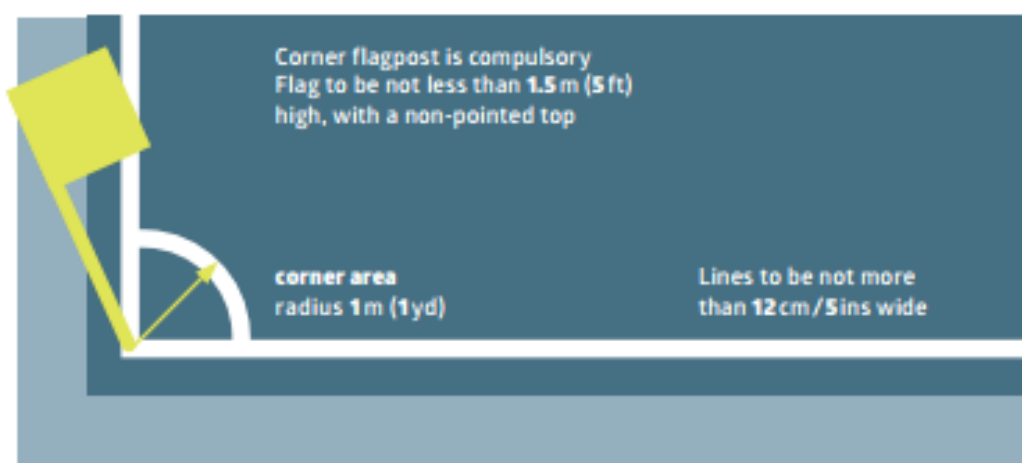 Corner flagpost is compulsory
Flag to be not less than 1.5 m (5 ft)
high, with a non-pointed top
corner area
radius 1 m (1 yd)
Lines to be not more
than 12 cm/5 ins wide